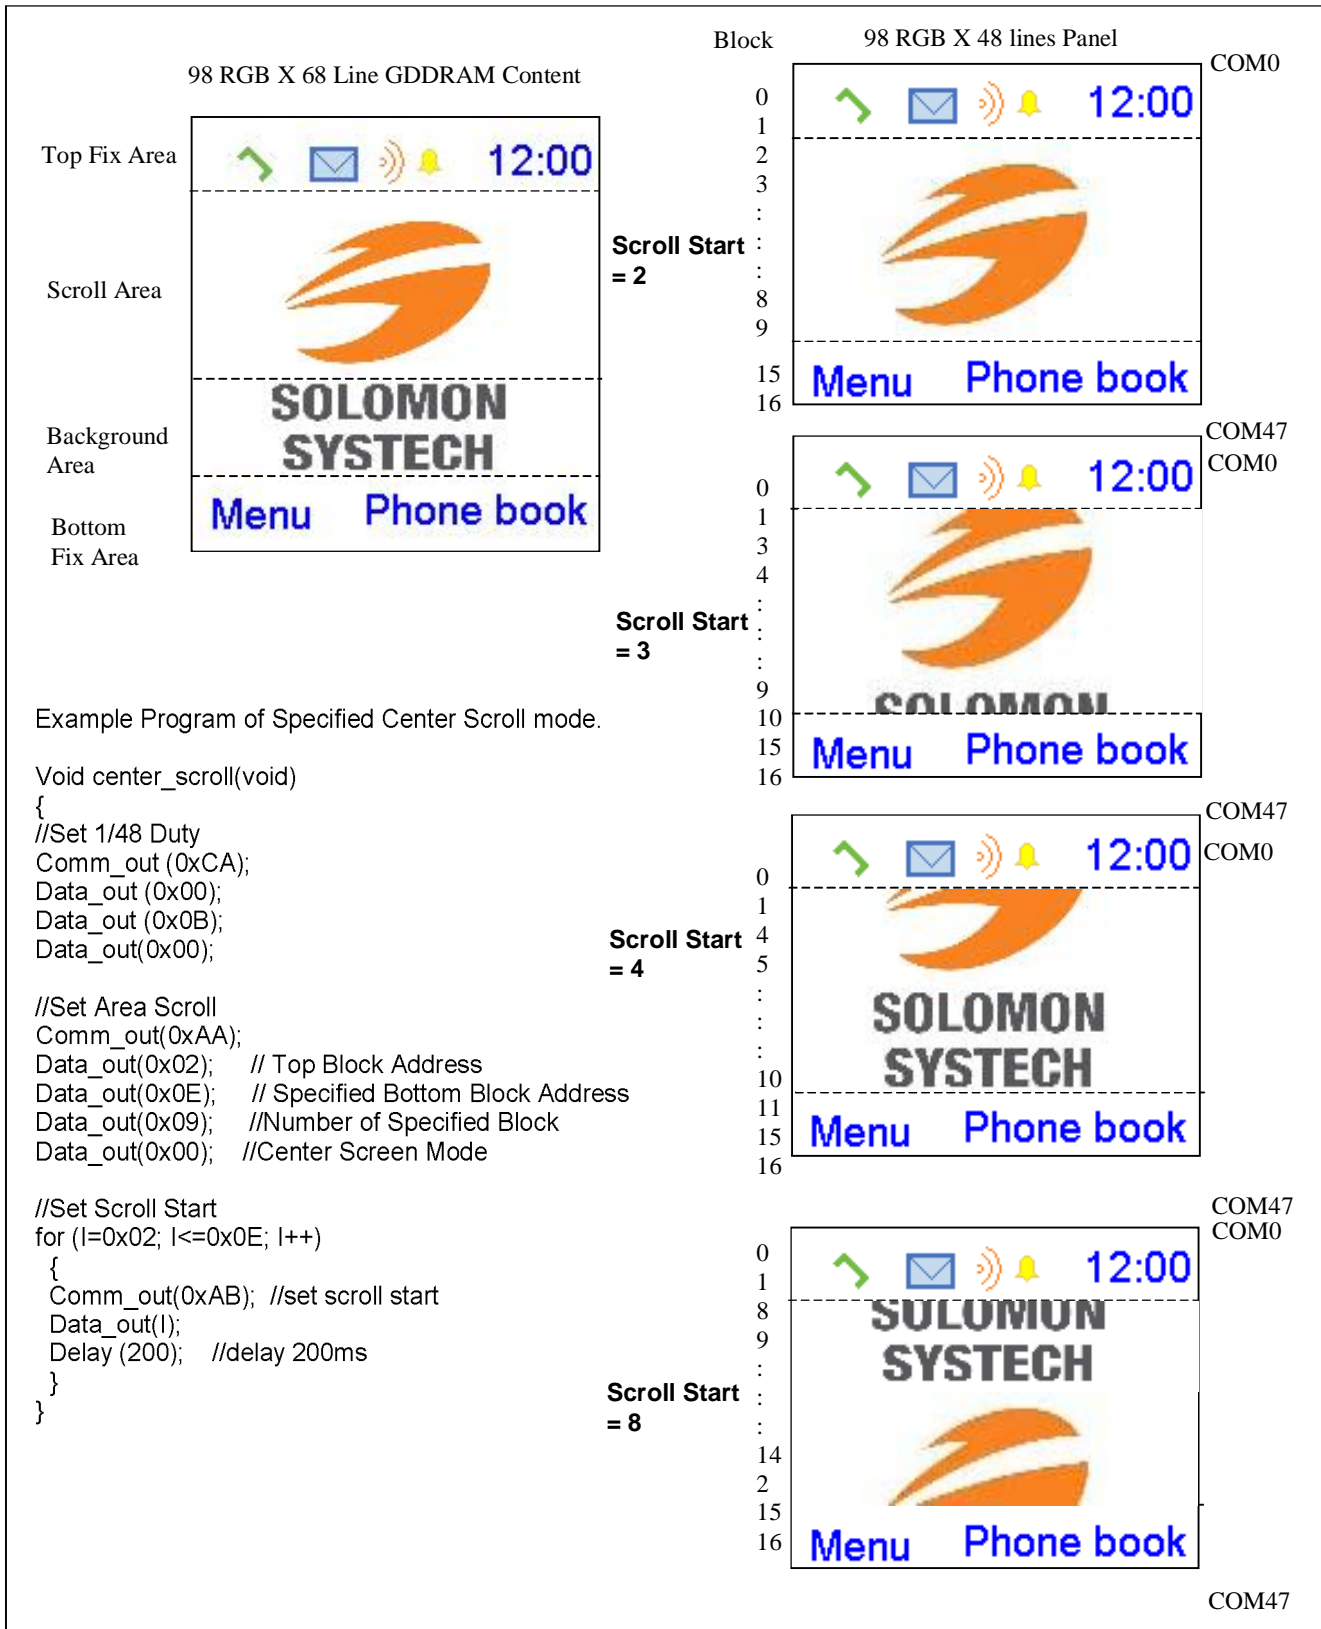 98 RGB X 68 Line GDDRAM Content
Top Fix Area
12:00
Scroll Area
SOLOMON
SYSTECH
Background
Area
Menu Phone book
Bottom
Fix Area
Block
98 RGB X 48 lines Panel
COM0
0
1
2
3
:
:
:
8
9
15
16
12:00
Scroll Start
= 2
Menu Phone book
COM47
COM0
0
1
3
4
:
:
:
9
10
15
16
12:00
Scroll Start
= 3
SOLOMON
Menu Phone book
COM47
COM0
0
1
4
5
:
:
:
10
11
15
16
12:00
Scroll Start
= 4
SOLOMON
SYSTECH
Menu Phone book
COM47
COM0
0
1
8
9
:
:
:
14
2
15
16
12:00
Scroll Start
= 8
SOLOMON
SYSTECH
Menu Phone book
COM47
Example Program of Specified Center Scroll mode.
Void center_scroll(void)
{
//Set 1/48 Duty
Comm_out (0xCA);
Data_out (0x00);
Data_out (0x0B);
Data_out(0x00);
//Set Area Scroll
Comm_out(0xAA);
Data_out(0x02); // Top Block Address
Data_out(0x0E); // Specified Bottom Block Address
Data_out(0x09); //Number of Specified Block
Data_out(0x00); //Center Screen Mode
//Set Scroll Start
for (I=0x02; I<=0x0E; I++)
{
Comm_out(0xAB); //set scroll start
Data_out(I);
Delay (200); //delay 200ms
}
}